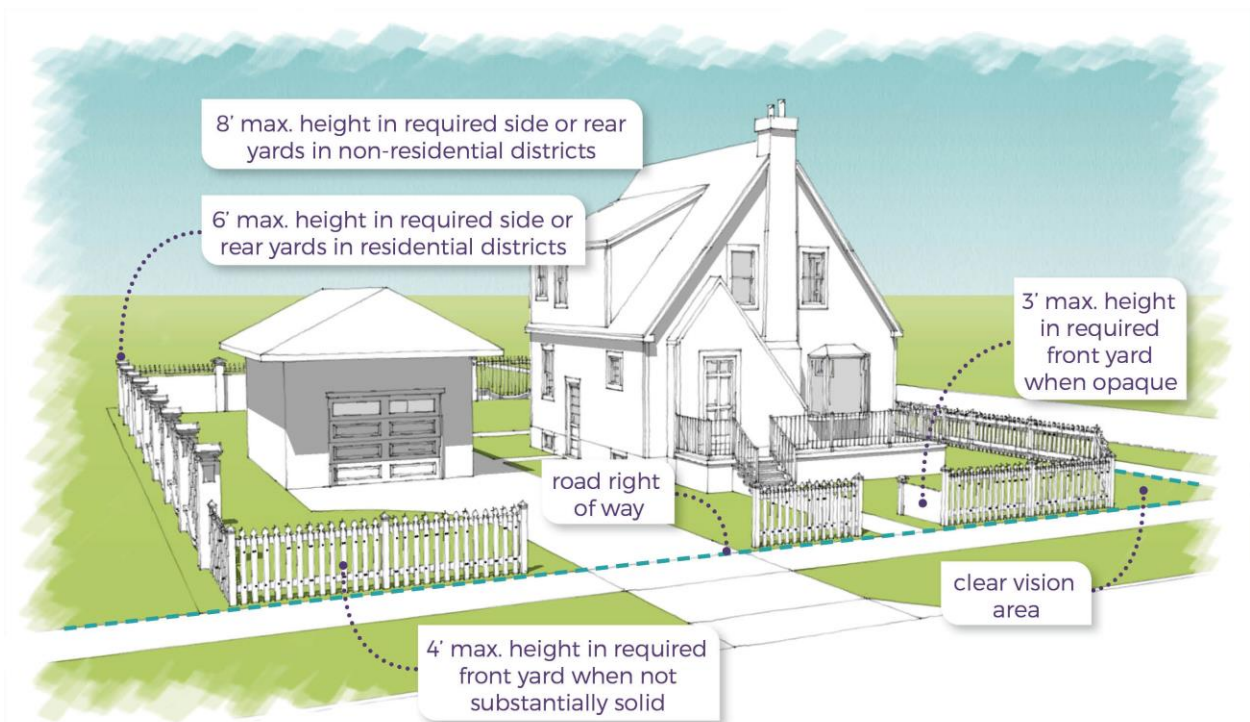 8’ max. height in required side or rear
yards in non-residential districts
6’ max. height in required side or
rear yards in residential districts
3’ max. height
in required
front yard
when opaque
road right
of way
clear vision
area
4’ max. height in required
front yard when not
substantially solid